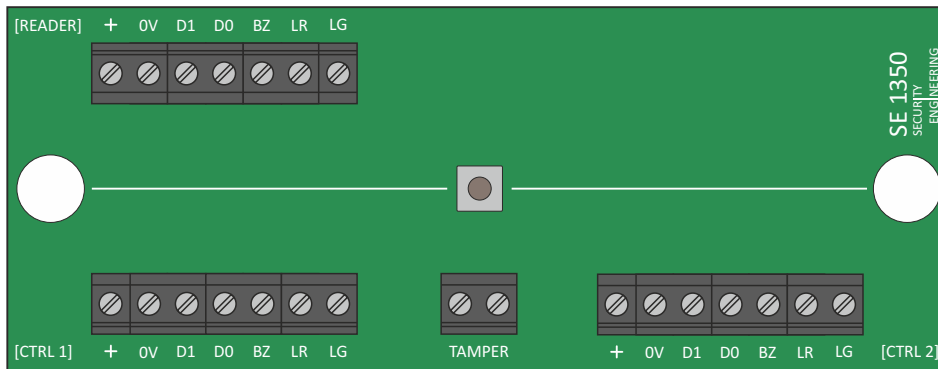 [READER] + 0V D1 D0 BZ LR LG
SE 1350
SECURITY
ENGINEERING
[CTRL 1] + 0V D1 D0 BZ LR LG
TAMPER
+ 0V D1 D0 BZ LR LG [CTRL 2]